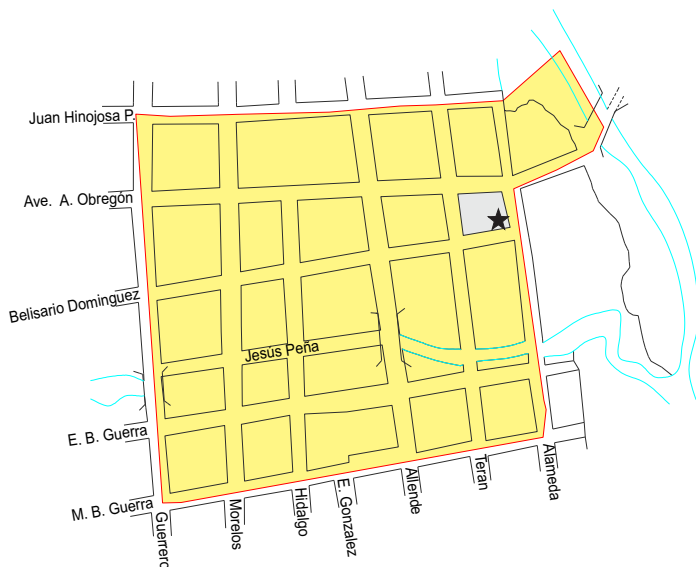 Juan Hinojosa P.
Ave. A. Obregón
Belisario Dominguez
Jesús Peña
E. B. Guerra
M. B. Guerra
Guerrero
Morelos
Hidalgo
E. Gonzalez
Allende
Teran
Alameda